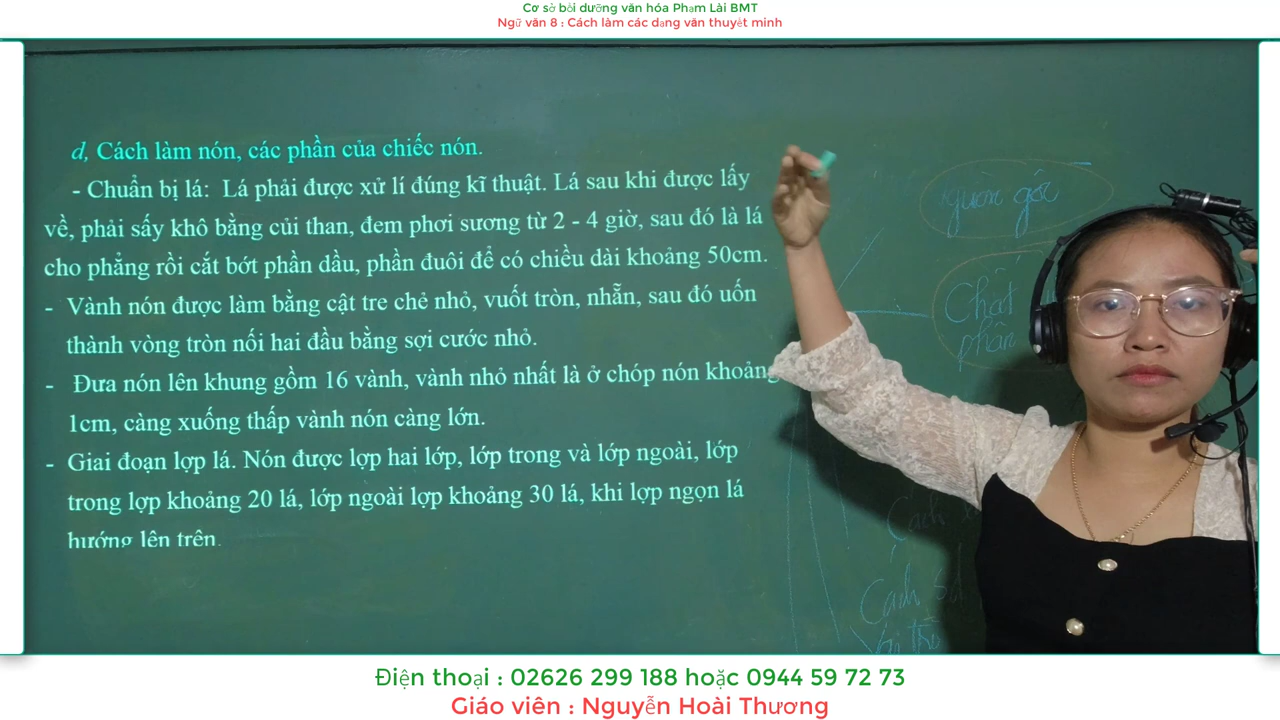 Cơ sở bồi dưỡng văn hóa Phạm Lài BMT
Ngữ văn 8 : Cách làm các dạng văn thuyết minh
d, Cách làm nón, các phần của chiếc nón.
- Chuẩn bị lá: Lá phải được xử lí đúng kĩ thuật. Lá sau khi được lấy
về, phải sấy khô bằng củi than, đem phơi sương từ 2 - 4 giờ, sau đó là lá
cho phẳng rồi cắt bớt phần dầu, phần đuôi để có chiều dài khoảng 50cm.
- Vành nón được làm bằng cật tre chẻ nhỏ, vuốt tròn, nhẵn, sau đó uốn
thành vòng tròn nối hai đầu bằng sợi cước nhỏ.
- Đưa nón lên khung gồm 16 vành, vành nhỏ nhất là ở chóp nón khoảng
1cm, càng xuống thấp vành nón càng lớn.
- Giai đoạn lợp lá. Nón được lợp hai lớp, lớp trong và lớp ngoài, lớp
trong lợp khoảng 20 lá, lớp ngoài lợp khoảng 30 lá, khi lợp ngọn lá
hướng lên trên.
nguồn gốc
Chất
phần
Cách
Cách
Vai trò
Điện thoại : 02626 299 188 hoặc 0944 59 72 73
Giáo viên : Nguyễn Hoài Thương